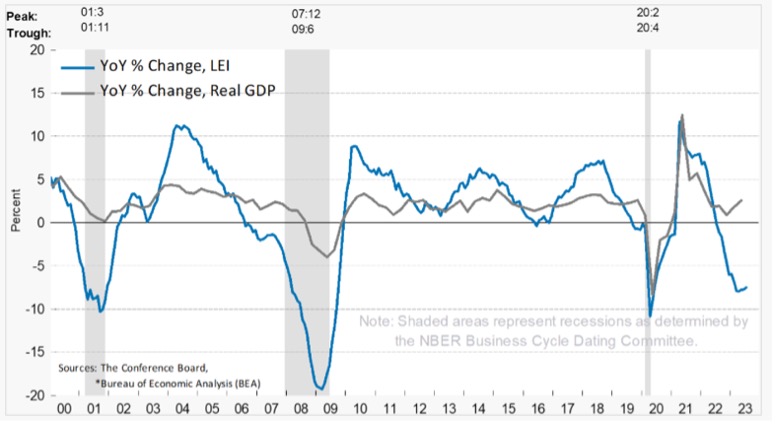 Peak: 01:3 07:12 20:2
Trough: 01:11 09:6 20:4
20
YoY % Change, LEI
15
YoY % Change, Real GDP
10
5
Percent
0
-5
-10
Note: Shaded areas represent recessions as determined by
the NBER Business Cycle Dating Committee.
-15
Sources: The Conference Board,
*Bureau of Economic Analysis (BEA)
-20
00 01 02 03 04 05 06 07 08 09 10 11 12 13 14 15 16 17 18 19 20 21 22 23